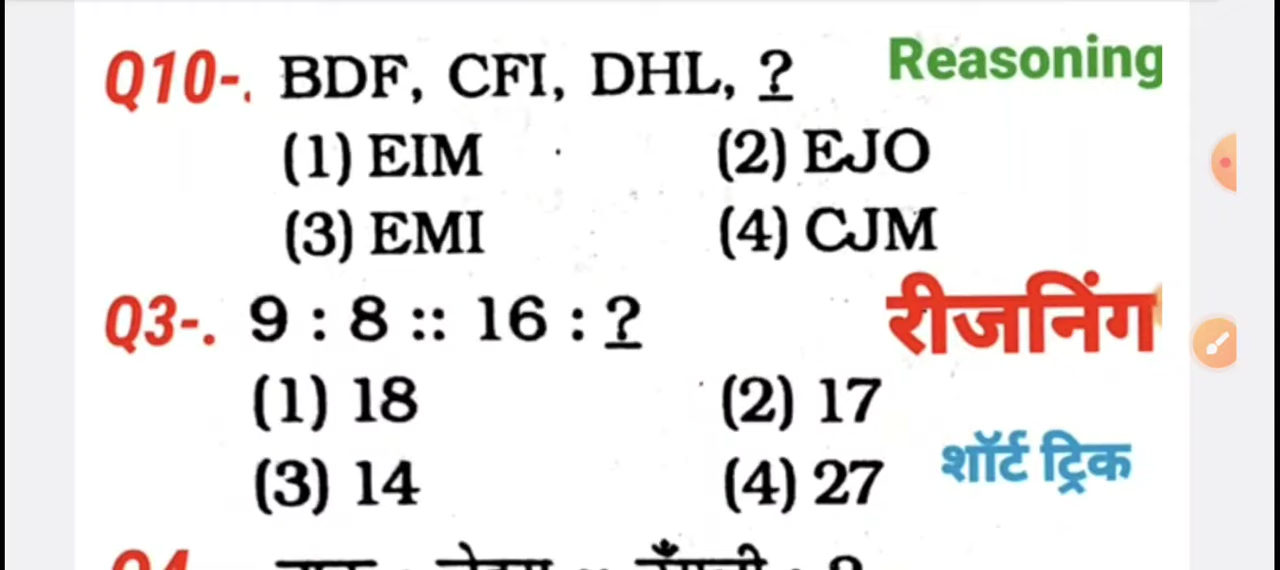 Q10-. BDF, CFI, DHL, ? Reasoning
(1) EIM (2) EJO
(3) EMI (4) CJM
Q3-. 9 : 8 :: 16 : ? रीजनिंग
(1) 18 (2) 17
(3) 14 (4) 27 शॉर्ट ट्रिक
Q4